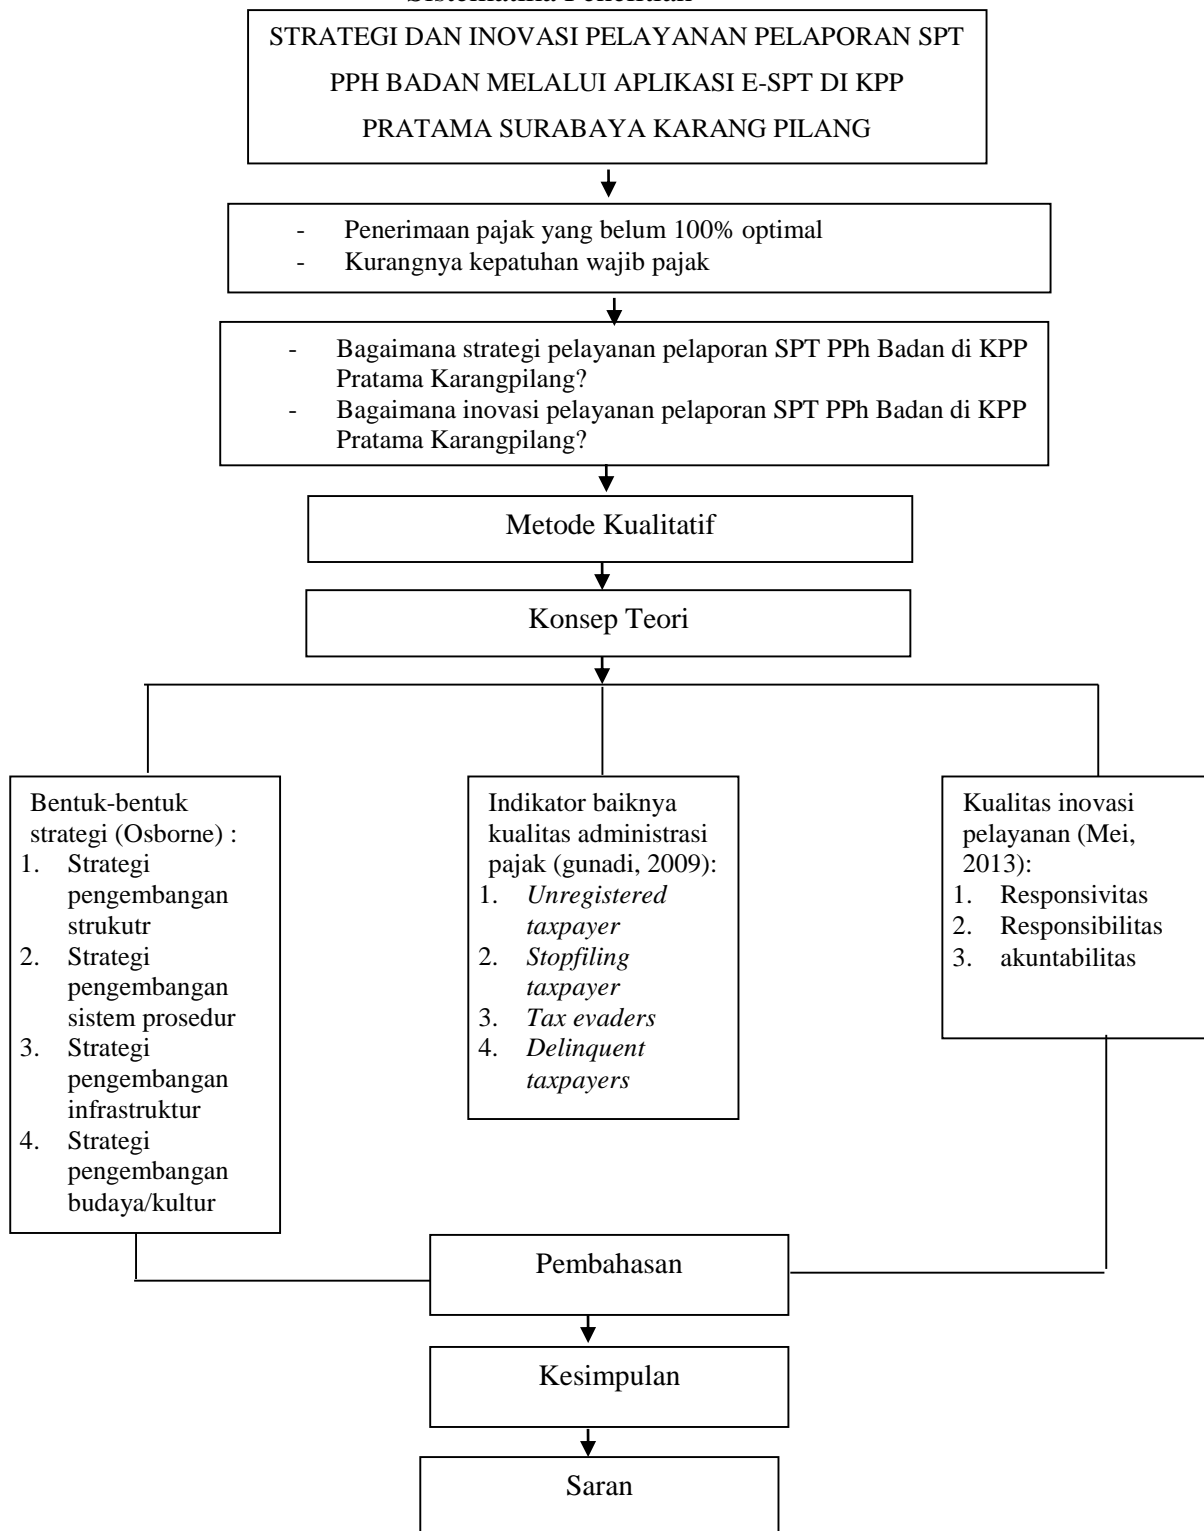 Sistematika Penelitian
STRATEGI DAN INOVASI PELAYANAN PELAPORAN SPT
PPH BADAN MELALUI APLIKASI E-SPT DI KPP
PRATAMA SURABAYA KARANG PILANG
- Penerimaan pajak yang belum 100% optimal
- Kurangnya kepatuhan wajib pajak
- Bagaimana strategi pelayanan pelaporan SPT PPh Badan di KPP
Pratama Karangpilang?
- Bagaimana inovasi pelayanan pelaporan SPT PPh Badan di KPP
Pratama Karangpilang?
Metode Kualitatif
Konsep Teori
Bentuk-bentuk
strategi (Osborne) :
1. Strategi
pengembangan
strukutr
2. Strategi
pengembangan
sistem prosedur
3. Strategi
pengembangan
infrastruktur
4. Strategi
pengembangan
budaya/kultur
Indikator baiknya
kualitas administrasi
pajak (gunadi, 2009):
1. Unregistered
taxpayer
2. Stopfiling
taxpayer
3. Tax evaders
4. Delinquent
taxpayers
Kualitas inovasi
pelayanan (Mei,
2013):
1. Responsivitas
2. Responsibilitas
3. akuntabilitas
Pembahasan
Kesimpulan
Saran